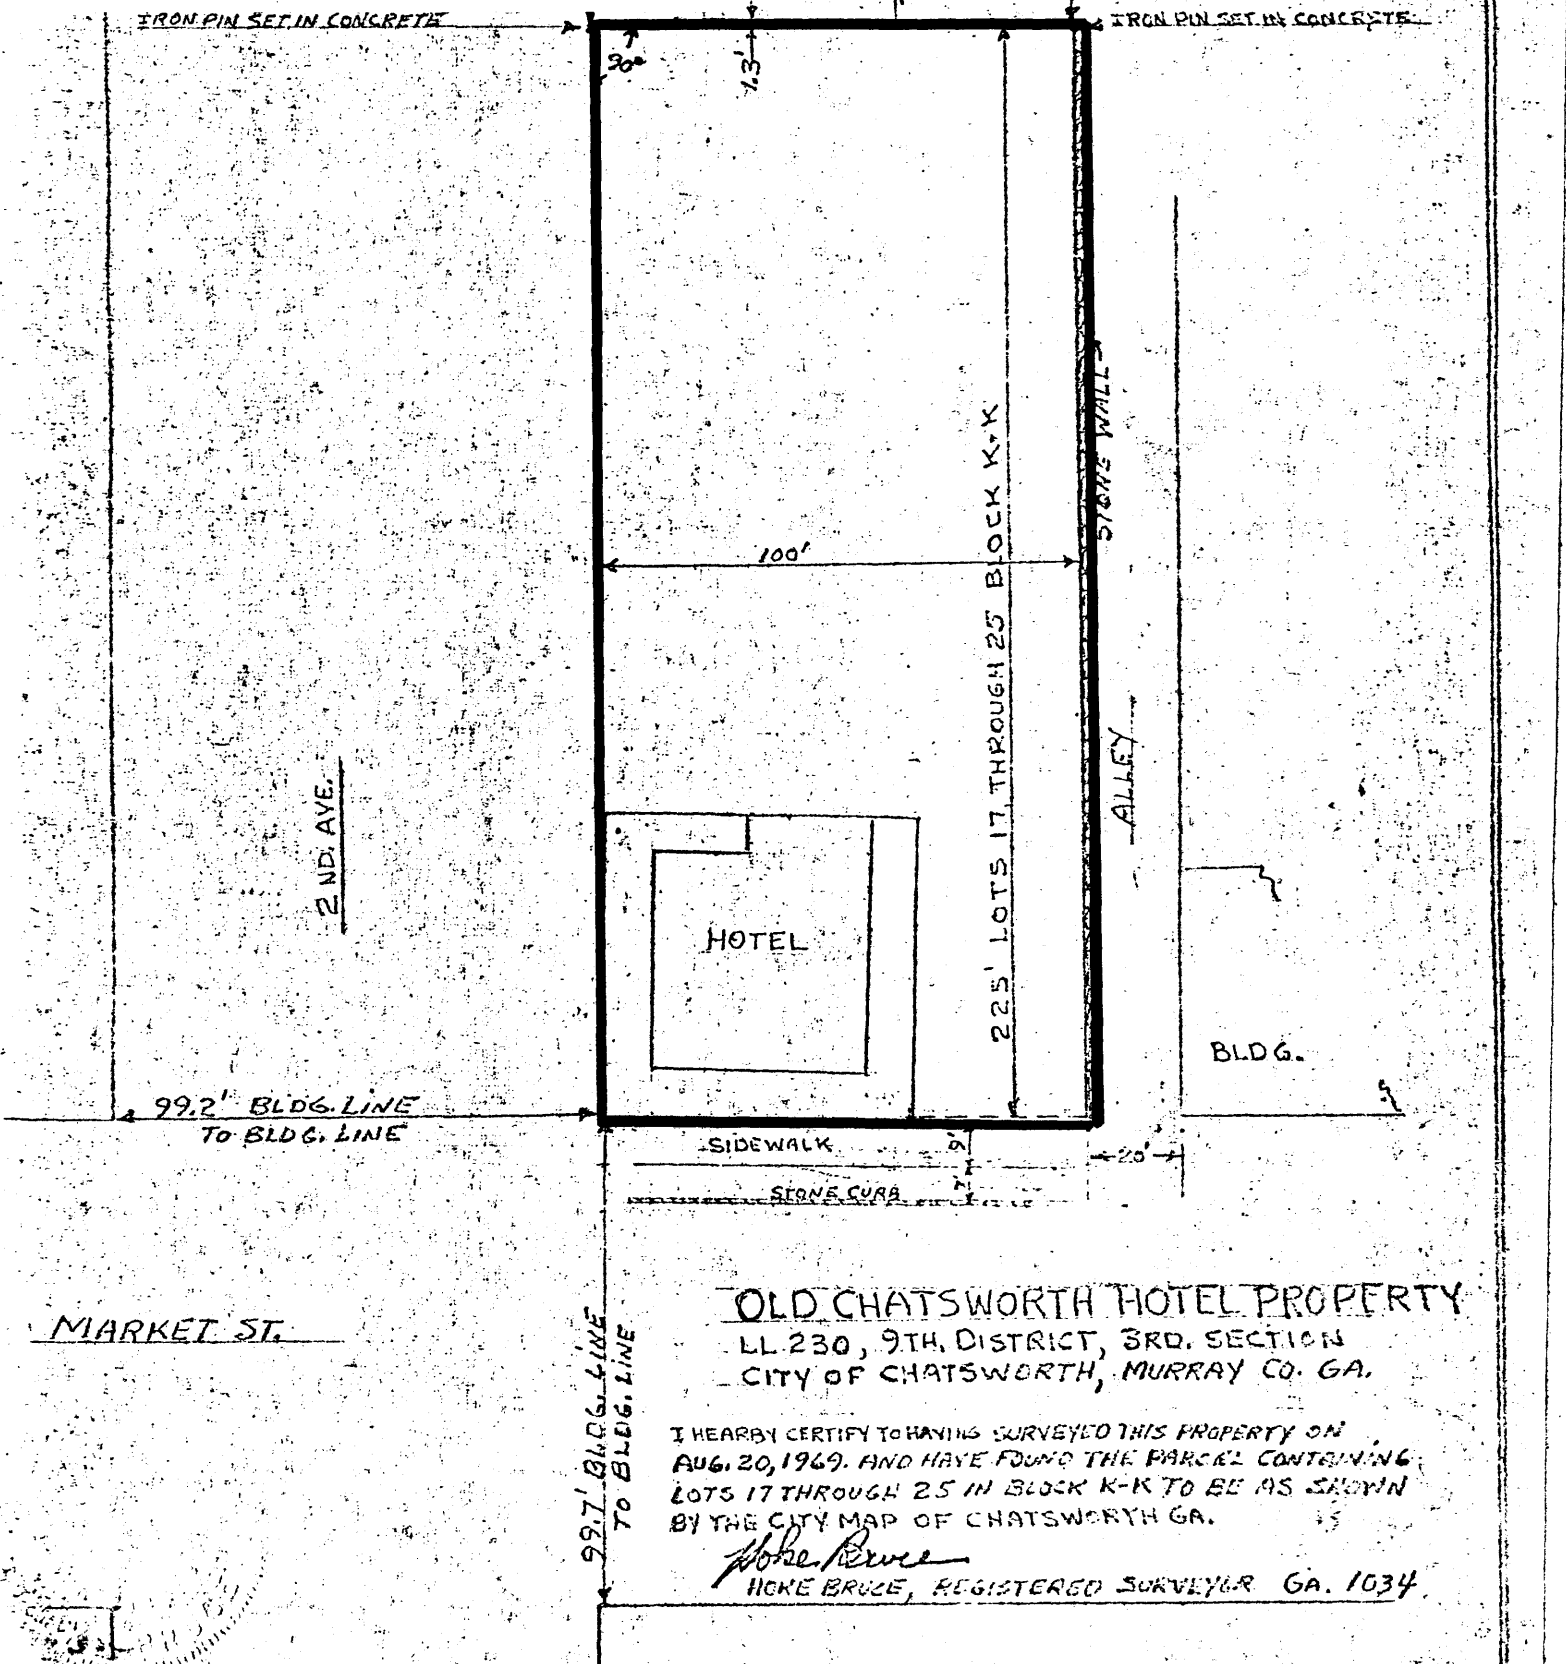 IRON PIN SET IN CONCRETE
IRON PIN SET IN CONCRETE
90°
1.3'
100'
225' LOTS 17 THROUGH 25 BLOCK K-K
STONE WALL
ALLEY
2 ND. AVE.
HOTEL
BLDG.
99.2' BLDG. LINE
TO BLDG. LINE
SIDEWALK
9'
7'
20'
STONE CURB
MARKET ST.
99.7' BLDG. LINE
TO BLDG. LINE
OLD CHATSWORTH HOTEL PROPERTY
LL 230, 9TH. DISTRICT, 3RD. SECTION
CITY OF CHATSWORTH, MURRAY CO. GA.
I HEARBY CERTIFY TO HAVING SURVEYED THIS PROPERTY ON
AUG. 20, 1969. AND HAVE FOUND THE PARCEL CONTAINING
LOTS 17 THROUGH 25 IN BLOCK K-K TO BE AS SHOWN
BY THE CITY MAP OF CHATSWORTH GA.
Hoke Bruce
HOKE BRUCE, REGISTERED SURVEYOR GA. 1034